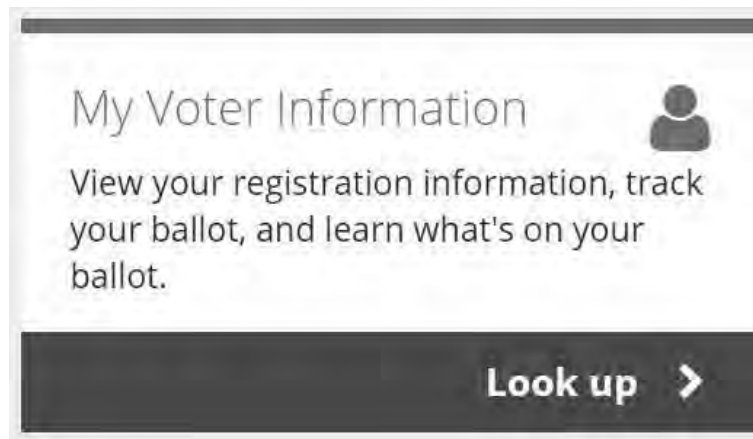 My Voter Information
View your registration information, track
your ballot, and learn what's on your
ballot.
Look up